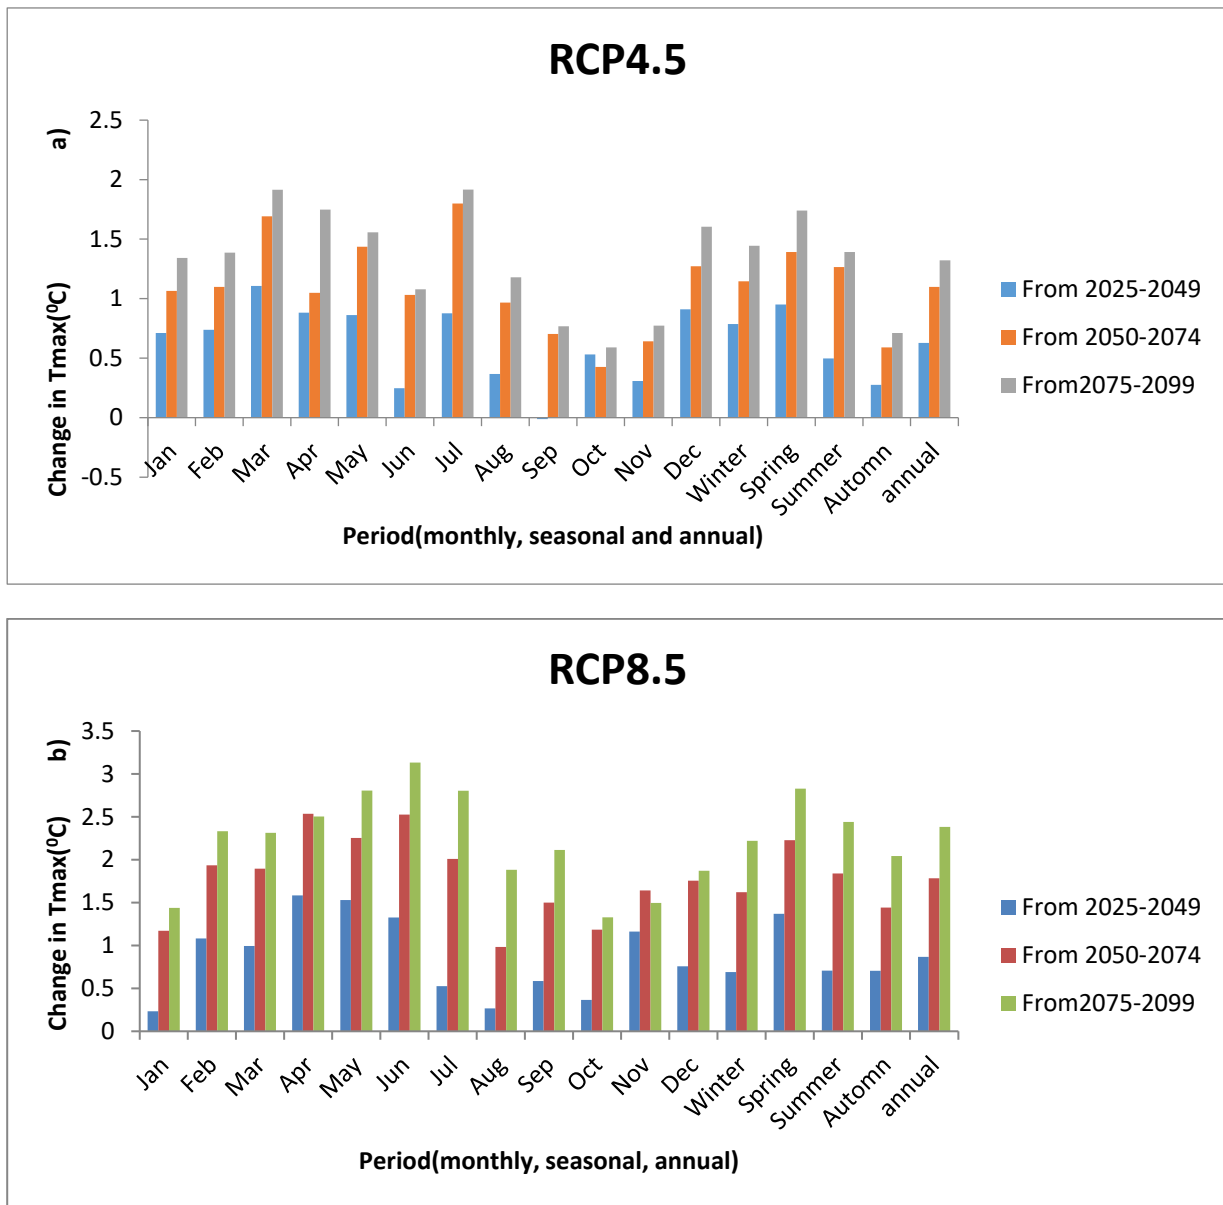 RCP4.5
a)
Change in Tmax(⁰C)
2.5
2
1.5
1
0.5
0
-0.5
Jan
Feb
Mar
Apr
May
Jun
Jul
Aug
Sep
Oct
Nov
Dec
Winter
Spring
Summer
Automn
annual
Period(monthly, seasonal and annual)
From 2025-2049
From 2050-2074
From2075-2099
RCP8.5
b)
Change in Tmax(⁰C)
3.5
3
2.5
2
1.5
1
0.5
0
Jan
Feb
Mar
Apr
May
Jun
Jul
Aug
Sep
Oct
Nov
Dec
Winter
Spring
Summer
Automn
annual
Period(monthly, seasonal, annual)
From 2025-2049
From 2050-2074
From2075-2099